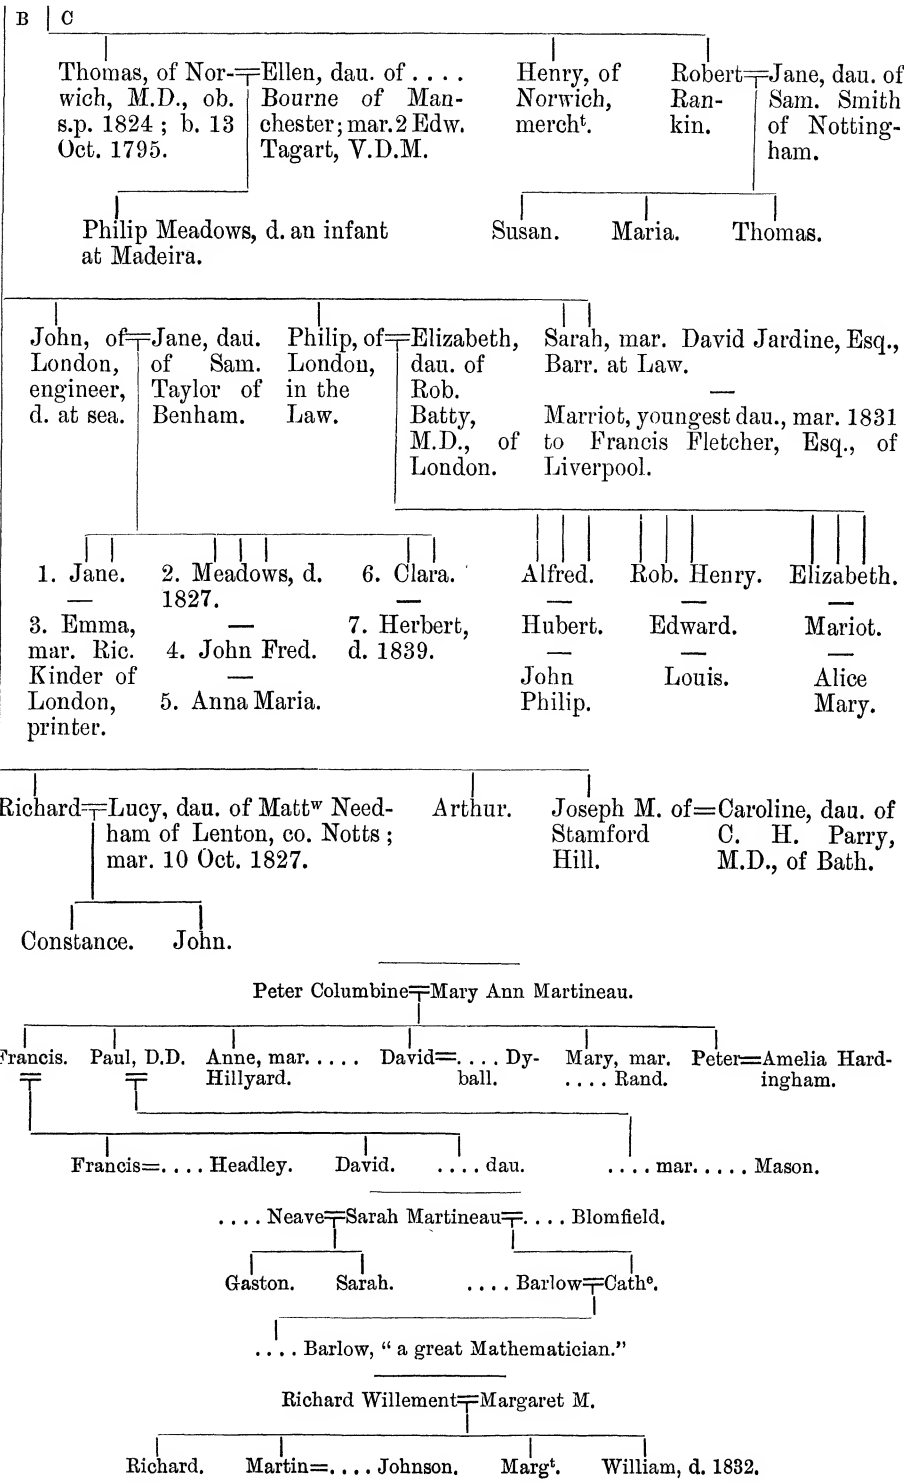 B | C
Thomas, of Nor-=Ellen, dau. of . . . .
wich, M.D., ob.
s.p. 1824 ; b. 13
Oct. 1795.
Bourne of Man-
chester; mar. 2 Edw.
Tagart, V.D.M.
Henry, of
Norwich,
mercht.
Robert=Jane, dau. of
Ran-
kin.
Sam. Smith
of Notting-
ham.
Philip Meadows, d. an infant
at Madeira.
Susan. Maria. Thomas.
John, of=Jane, dau.
London,
engineer,
d. at sea.
of Sam.
Taylor of
Benham.
Philip, of=Elizabeth,
London,
in the
Law.
dau. of
Rob.
Batty,
M.D., of
London.
Sarah, mar. David Jardine, Esq.,
Barr. at Law.
—
Marriot, youngest dau., mar. 1831
to Francis Fletcher, Esq., of
Liverpool.
1. Jane.
—
3. Emma,
mar. Ric.
Kinder of
London,
printer.
2. Meadows, d.
1827.
—
4. John Fred.
—
5. Anna Maria.
6. Clara.
—
7. Herbert,
d. 1839.
Alfred.
—
Hubert.
—
John
Philip.
Rob. Henry.
—
Edward.
—
Louis.
Elizabeth.
—
Mariot.
—
Alice
Mary.
Richard=Lucy, dau. of Mattw Need-
ham of Lenton, co. Notts ;
mar. 10 Oct. 1827.
Arthur.
Joseph M. of=Caroline, dau. of
Stamford
Hill.
C. H. Parry,
M.D., of Bath.
Constance. John.
Peter Columbine=Mary Ann Martineau.
Francis. Paul, D.D. Anne, mar. . . . . David=. . . . Dy- Mary, mar. Peter=Amelia Hard-
Hillyard. ball. . . . . Rand. ingham.
Francis=. . . . Headley. David. . . . . dau. . . . . mar. . . . . Mason.
. . . . Neave=Sarah Martineau=. . . . Blomfield.
Gaston. Sarah. . . . . Barlow=Cathe.
. . . . Barlow, “ a great Mathematician.”
Richard Willement=Margaret M.
Richard. Martin=. . . . Johnson. Margt. William, d. 1832.